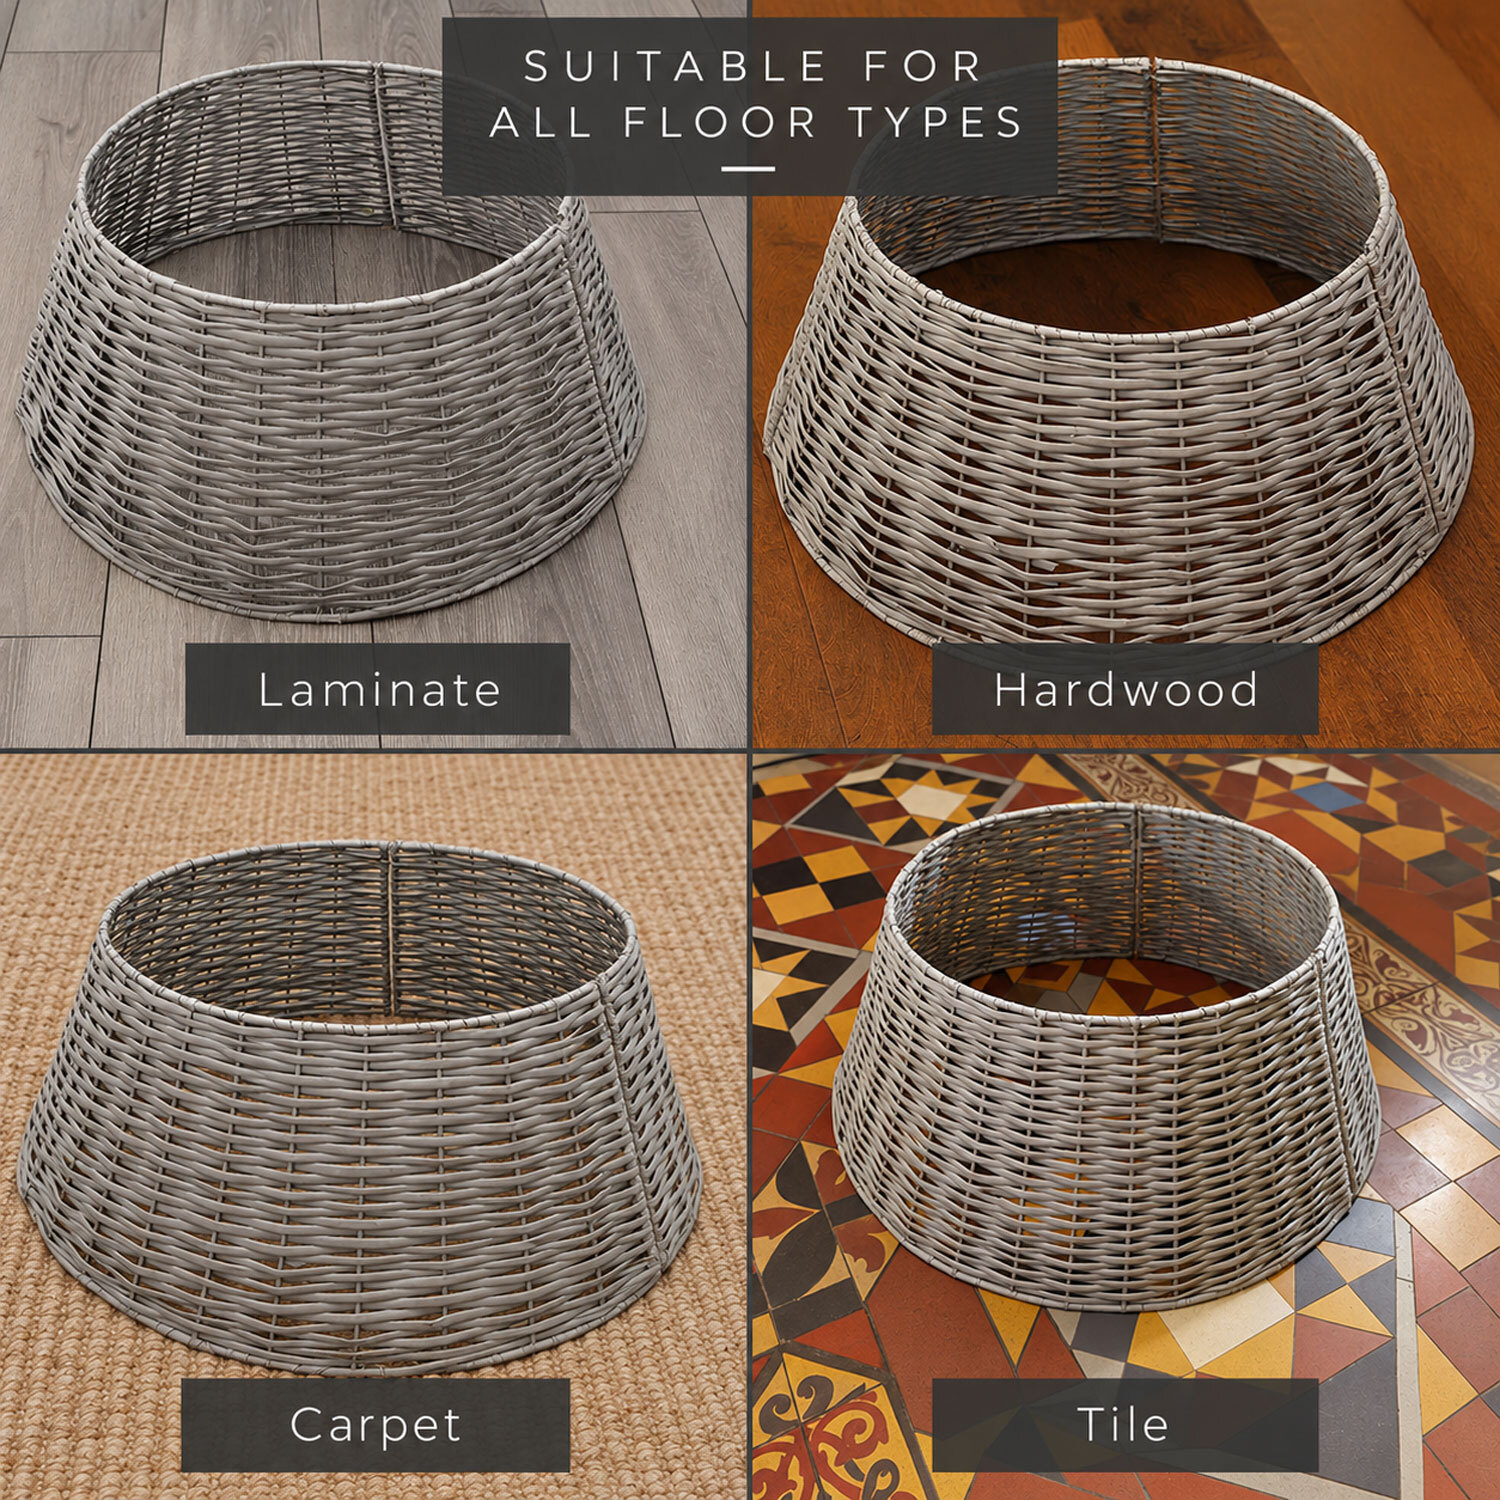 SUITABLE FOR
ALL FLOOR TYPES
Laminate
Hardwood
Carpet
Tile